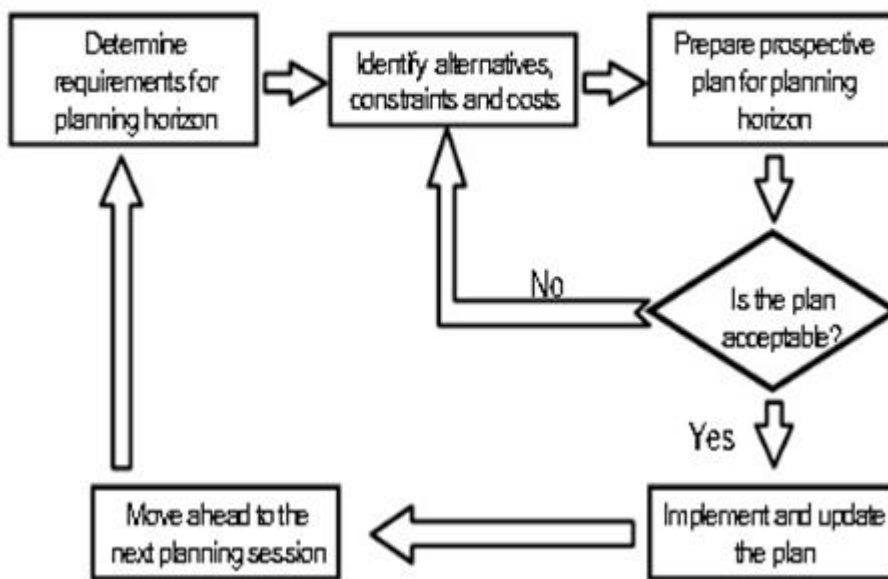 Determine
requirements for
planning horizon
Identify alternatives,
constraints and costs
Prepare prospective
plan for planning
horizon
No
Is the plan
acceptable?
Yes
Move ahead to the
next planning session
Implement and update
the plan